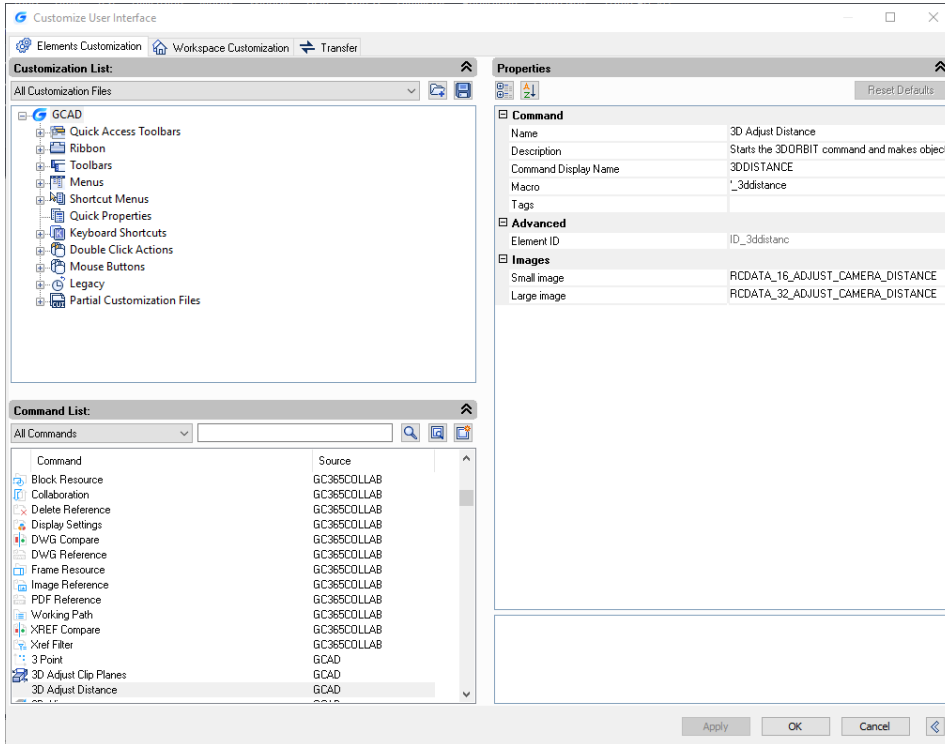 Customize User Interface
Elements Customization
Workspace Customization
Transfer
Customization List:
All Customization Files
GCAD
Quick Access Toolbars
Ribbon
Toolbars
Menus
Shortcut Menus
Quick Properties
Keyboard Shortcuts
Double Click Actions
Mouse Buttons
Legacy
Partial Customization Files
Command List:
All Commands
Command Source
Block Resource GC365COLLAB
Collaboration GC365COLLAB
Delete Reference GC365COLLAB
Display Settings GC365COLLAB
DWG Compare GC365COLLAB
DWG Reference GC365COLLAB
Frame Resource GC365COLLAB
Image Reference GC365COLLAB
PDF Reference GC365COLLAB
Working Path GC365COLLAB
XREF Compare GC365COLLAB
Xref Filter GC365COLLAB
3 Point GCAD
3D Adjust Clip Planes GCAD
3D Adjust Distance GCAD
Properties
Reset Defaults
Command
Name 3D Adjust Distance
Description Starts the 3DORBIT command and makes object
Command Display Name 3DDISTANCE
Macro '_3ddistance
Tags
Advanced
Element ID ID_3ddistanc
Images
Small image RCDATA_16_ADJUST_CAMERA_DISTANCE
Large image RCDATA_32_ADJUST_CAMERA_DISTANCE
Apply OK Cancel